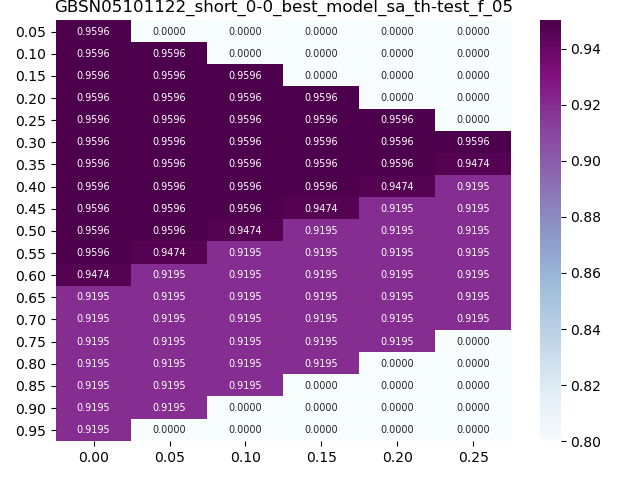 GBSN05101122_short_0-0_best_model_sa_th-test_f_05
0.05 0.9596 0.0000 0.0000 0.0000 0.0000 0.0000
0.10 0.9596 0.9596 0.0000 0.0000 0.0000 0.0000
0.15 0.9596 0.9596 0.9596 0.0000 0.0000 0.0000
0.20 0.9596 0.9596 0.9596 0.9596 0.0000 0.0000
0.25 0.9596 0.9596 0.9596 0.9596 0.9596 0.0000
0.30 0.9596 0.9596 0.9596 0.9596 0.9596 0.9596
0.35 0.9596 0.9596 0.9596 0.9596 0.9596 0.9474
0.40 0.9596 0.9596 0.9596 0.9596 0.9474 0.9195
0.45 0.9596 0.9596 0.9596 0.9474 0.9195 0.9195
0.50 0.9596 0.9596 0.9474 0.9195 0.9195 0.9195
0.55 0.9596 0.9474 0.9195 0.9195 0.9195 0.9195
0.60 0.9474 0.9195 0.9195 0.9195 0.9195 0.9195
0.65 0.9195 0.9195 0.9195 0.9195 0.9195 0.9195
0.70 0.9195 0.9195 0.9195 0.9195 0.9195 0.9195
0.75 0.9195 0.9195 0.9195 0.9195 0.9195 0.0000
0.80 0.9195 0.9195 0.9195 0.9195 0.0000 0.0000
0.85 0.9195 0.9195 0.9195 0.0000 0.0000 0.0000
0.90 0.9195 0.9195 0.0000 0.0000 0.0000 0.0000
0.95 0.9195 0.0000 0.0000 0.0000 0.0000 0.0000
0.00 0.05 0.10 0.15 0.20 0.25
0.94
0.92
0.90
0.88
0.86
0.84
0.82
0.80